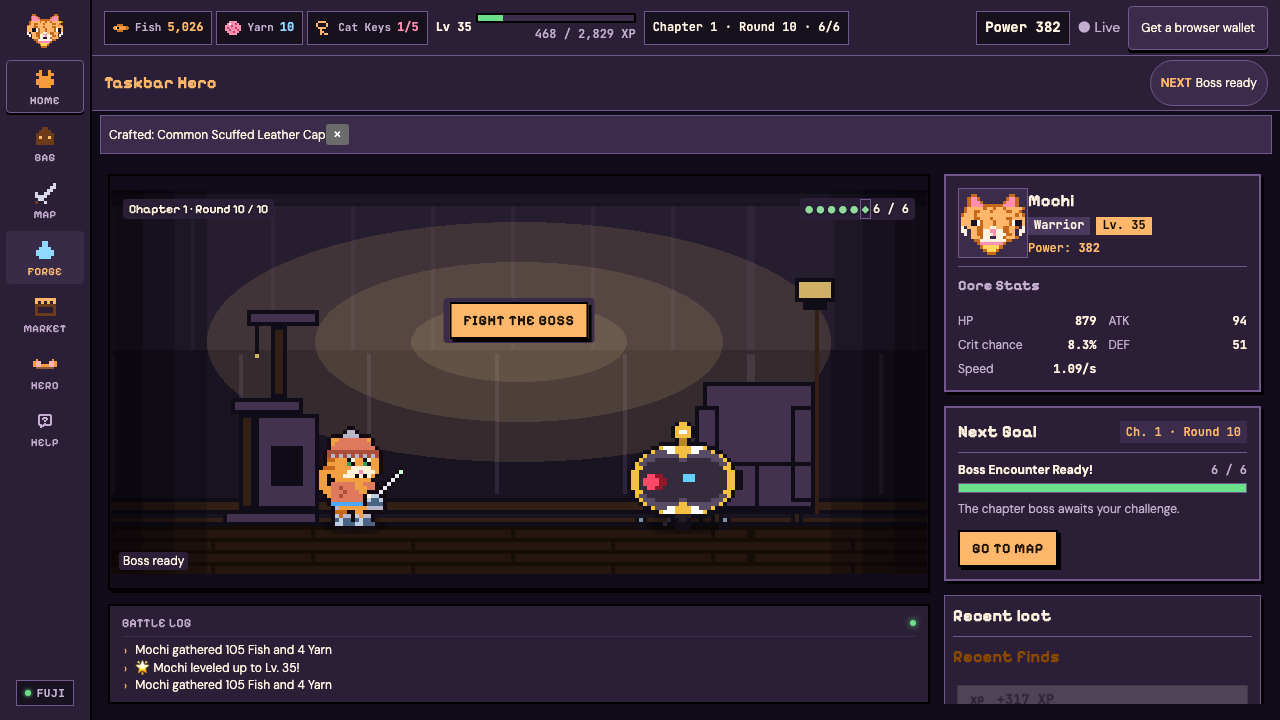 Fish 5,026
Yarn 10
Cat Keys 1/5
Lv 35
468 / 2,829 XP
Chapter 1 · Round 10 · 6/6
Power 382
Live
Get a browser wallet
HOME
BAG
MAP
FORGE
MARKET
HERO
HELP
FUJI
Taskbar Hero
NEXT Boss ready
Crafted: Common Scuffed Leather Cap ×
Chapter 1 · Round 10 / 10
6 / 6
FIGHT THE BOSS
Boss ready
BATTLE LOG
› Mochi gathered 105 Fish and 4 Yarn
› 🌟 Mochi leveled up to Lv. 35!
› Mochi gathered 105 Fish and 4 Yarn
Mochi
Warrior Lv. 35
Power: 382
Core Stats
HP 879 ATK 94
Crit chance 8.3% DEF 51
Speed 1.09/s
Next Goal
Ch. 1 · Round 10
Boss Encounter Ready! 6 / 6
The chapter boss awaits your challenge.
GO TO MAP
Recent loot
Recent finds
XP +317 XP